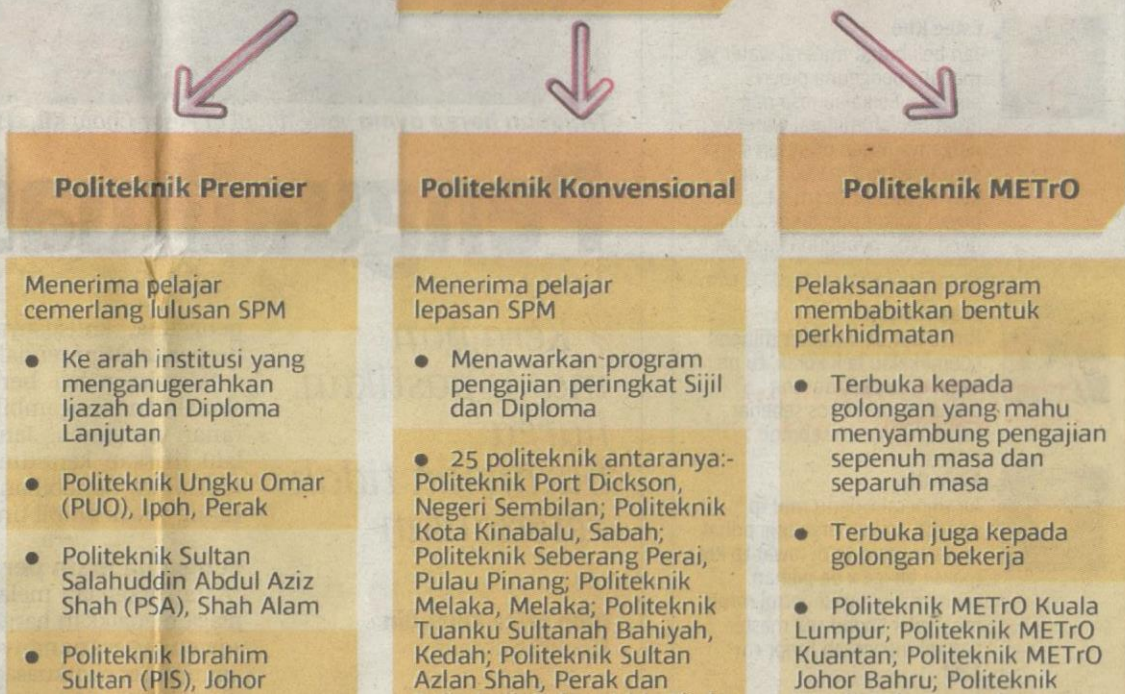 Politeknik Premier
Menerima pelajar
cemerlang lulusan SPM
• Ke arah institusi yang
menganugerahkan
Ijazah dan Diploma
Lanjutan
• Politeknik Ungku Omar
(PUO), Ipoh, Perak
• Politeknik Sultan
Salahuddin Abdul Aziz
Shah (PSA), Shah Alam
• Politeknik Ibrahim
Sultan (PIS), Johor
Politeknik Konvensional
Menerima pelajar
lepasan SPM
• Menawarkan program
pengajian peringkat Sijil
dan Diploma
• 25 politeknik antaranya:-
Politeknik Port Dickson,
Negeri Sembilan; Politeknik
Kota Kinabalu, Sabah;
Politeknik Seberang Perai,
Pulau Pinang; Politeknik
Melaka, Melaka; Politeknik
Tuanku Sultanah Bahiyah,
Kedah; Politeknik Sultan
Azlan Shah, Perak dan
Politeknik METrO
Pelaksanaan program
membabitkan bentuk
perkhidmatan
• Terbuka kepada
golongan yang mahu
menyambung pengajian
sepenuh masa dan
separuh masa
• Terbuka juga kepada
golongan bekerja
• Politeknik METrO Kuala
Lumpur; Politeknik METrO
Kuantan; Politeknik METrO
Johor Bahru; Politeknik